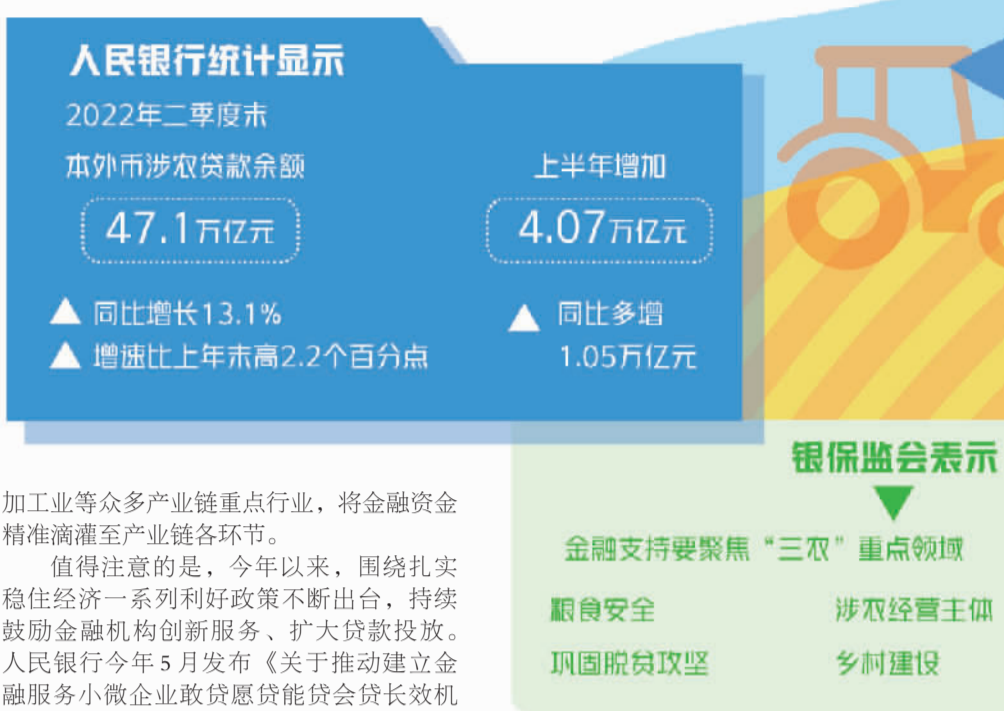 人民银行统计显示
2022年二季度末
本外币涉农贷款余额
47.1万亿元
同比增长13.1%
增速比上年末高2.2个百分点
上半年增加
4.07万亿元
同比多增
1.05万亿元
加工业等众多产业链重点行业，将金融资金
精准滴灌至产业链各环节。
值得注意的是，今年以来，围绕扎实
稳住经济一系列利好政策不断出台，持续
鼓励金融机构创新服务、扩大贷款投放。
人民银行今年5月发布《关于推动建立金
融服务小微企业敢贷愿贷能贷会贷长效机
银保监会表示
金融支持要聚焦“三农”重点领域
粮食安全
涉农经营主体
巩固脱贫攻坚
乡村建设